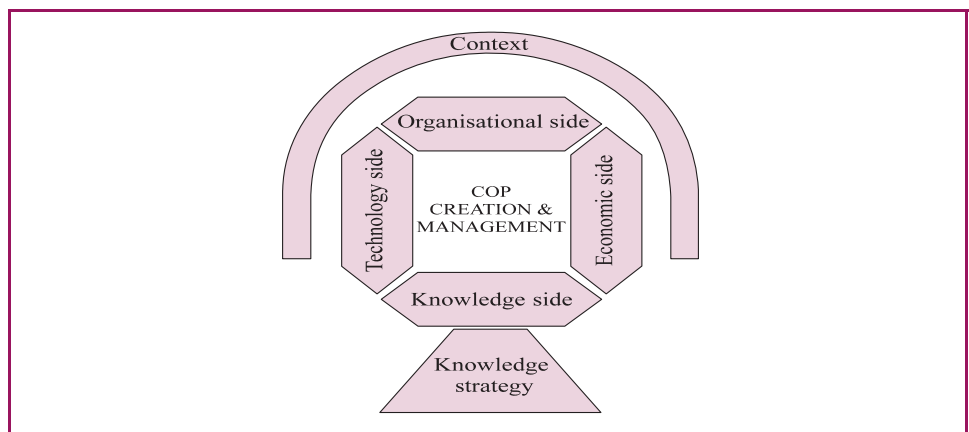 Context
Organisational side
Technology side
COP
CREATION &
MANAGEMENT
Economic side
Knowledge side
Knowledge
strategy